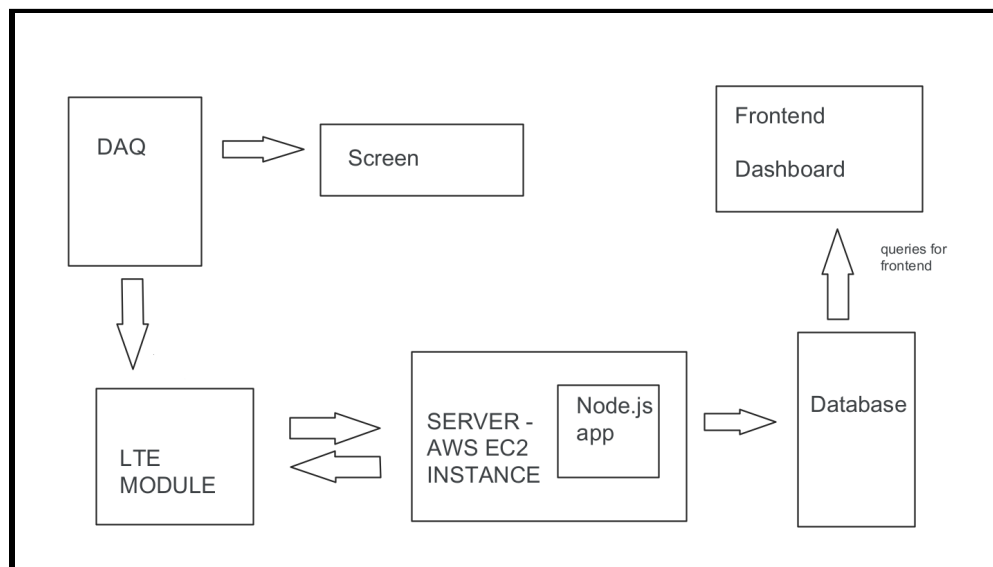 DAQ
Screen
Frontend
Dashboard
queries for
frontend
LTE
MODULE
SERVER -
AWS EC2
INSTANCE
Node.js
app
Database